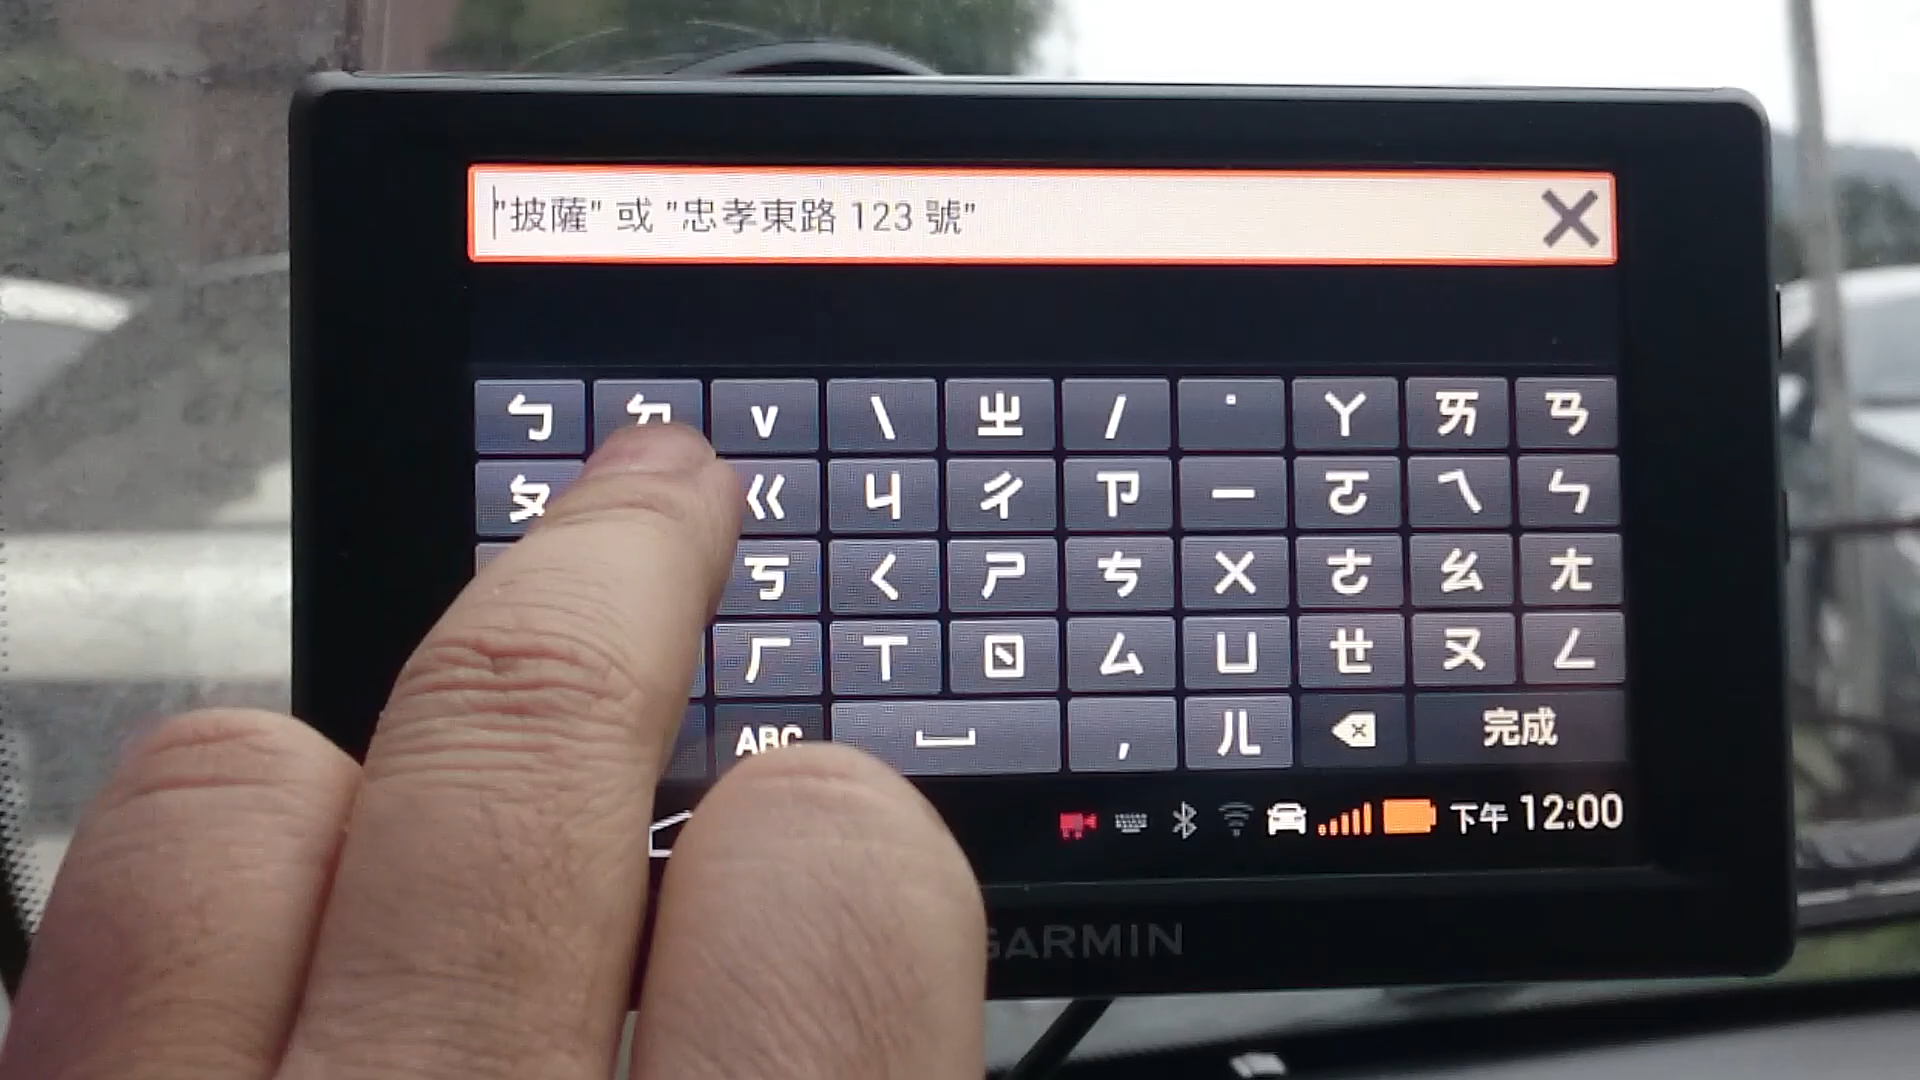 "披薩" 或 "忠孝東路 123 號"
ㄅ ㄉ ˇ ˋ ㄓ ˊ ˙ ㄚ ㄞ ㄢ
ㄆ ㄍ ㄐ ㄔ ㄗ ㄧ ㄛ ㄟ ㄣ
ㄎ ㄑ ㄕ ㄘ ㄨ ㄜ ㄠ ㄤ
ㄏ ㄒ ㄖ ㄙ ㄩ ㄝ ㄡ ㄥ
ABC , ㄦ 完成
下午 12:00
GARMIN